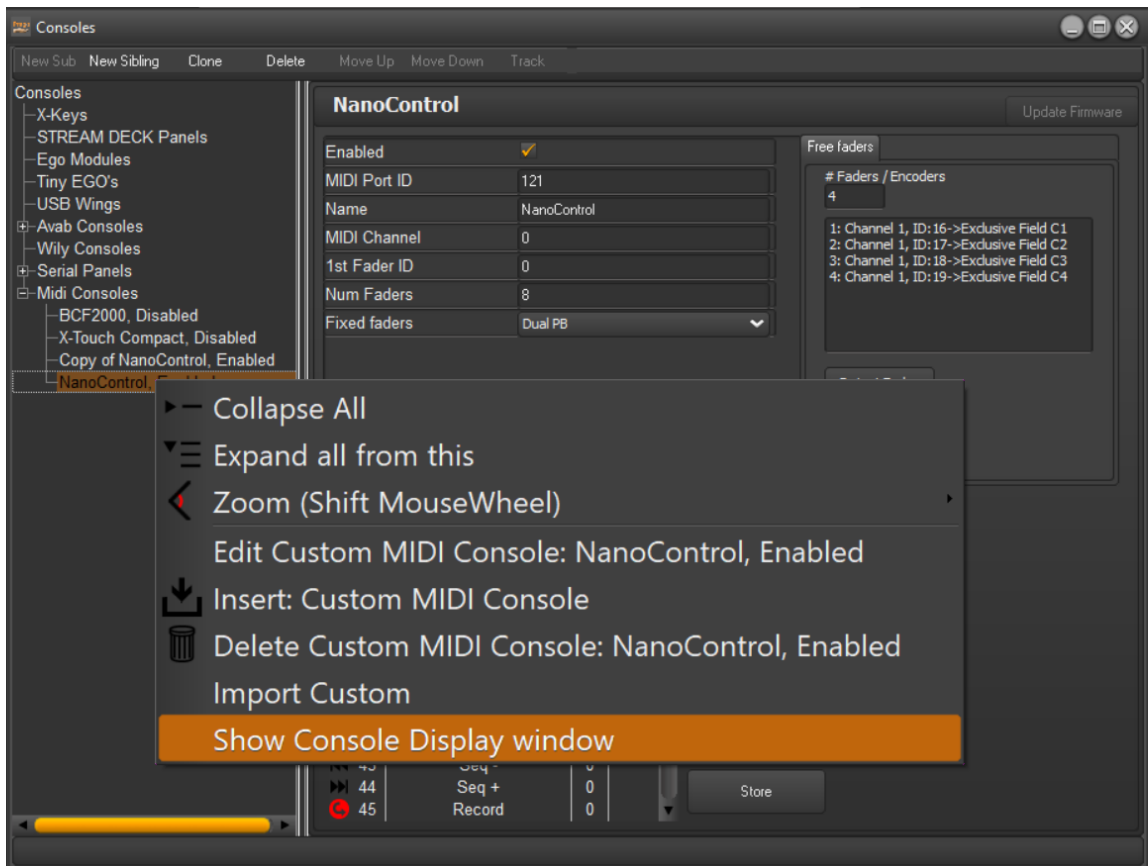 Consoles
New Sub New Sibling Clone Delete Move Up Move Down Track
Consoles
X-Keys
STREAM DECK Panels
Ego Modules
Tiny EGO's
USB Wings
Avab Consoles
Wily Consoles
Serial Panels
Midi Consoles
BCF2000, Disabled
X-Touch Compact, Disabled
Copy of NanoControl, Enabled
NanoControl,
NanoControl
Update Firmware
Enabled
MIDI Port ID 121
Name NanoControl
MIDI Channel 0
1st Fader ID 0
Num Faders 8
Fixed faders Dual PB
Free faders
# Faders / Encoders
4
1: Channel 1, ID:16->Exclusive Field C1
2: Channel 1, ID:17->Exclusive Field C2
3: Channel 1, ID:18->Exclusive Field C3
4: Channel 1, ID:19->Exclusive Field C4
Collapse All
Expand all from this
Zoom (Shift MouseWheel)
Edit Custom MIDI Console: NanoControl, Enabled
Insert: Custom MIDI Console
Delete Custom MIDI Console: NanoControl, Enabled
Import Custom
Show Console Display window
43 Seq - 0
44 Seq + 0
45 Record 0
Store